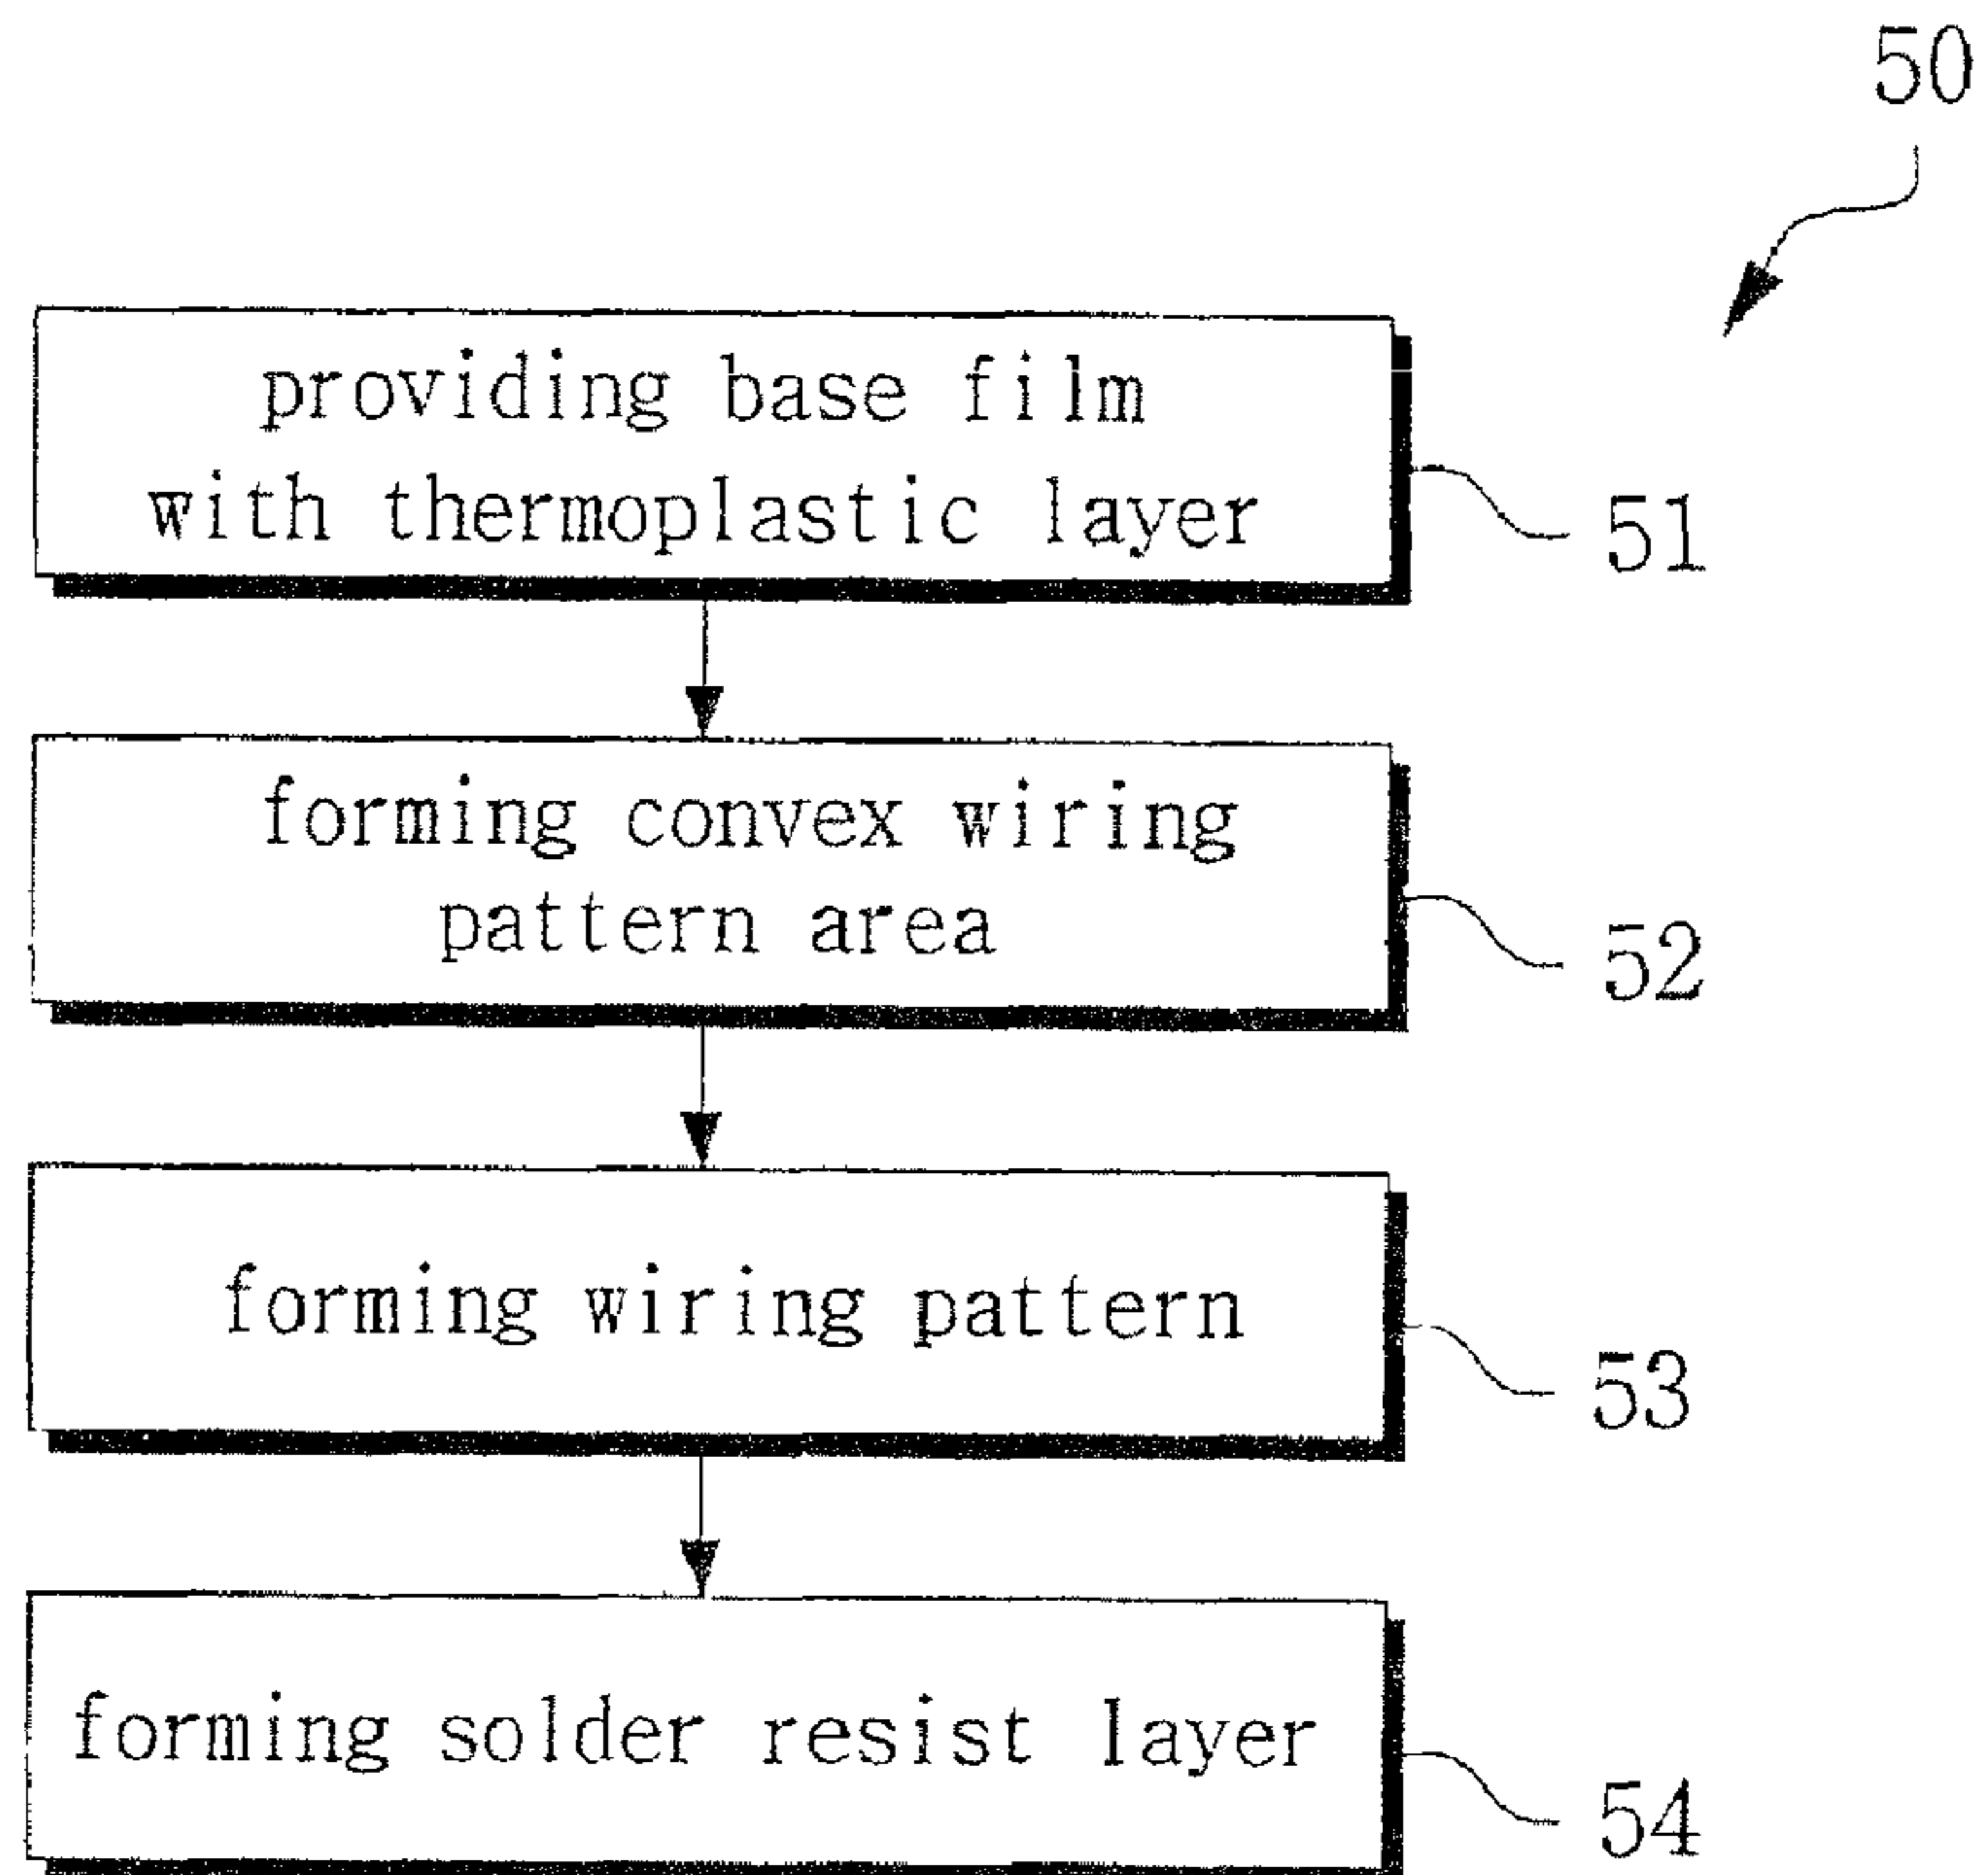 50
providing base film
with thermoplastic layer
51
forming convex wiring
pattern area
52
forming wiring pattern
53
forming solder resist layer
54